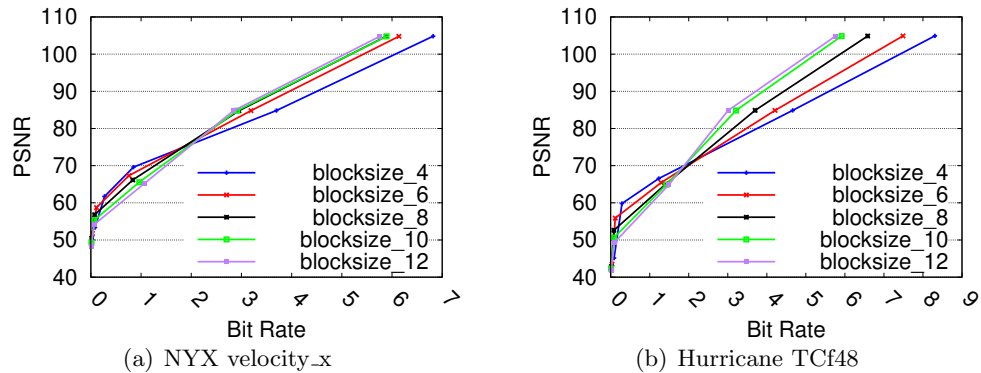 110
100
90
80
70
60
50
40
PSNR
blocksize_4
blocksize_6
blocksize_8
blocksize_10
blocksize_12
0 1 2 3 4 5 6 7
Bit Rate
(a) NYX velocity_x
110
100
90
80
70
60
50
40
PSNR
blocksize_4
blocksize_6
blocksize_8
blocksize_10
blocksize_12
0 1 2 3 4 5 6 7 8 9
Bit Rate
(b) Hurricane TCf48